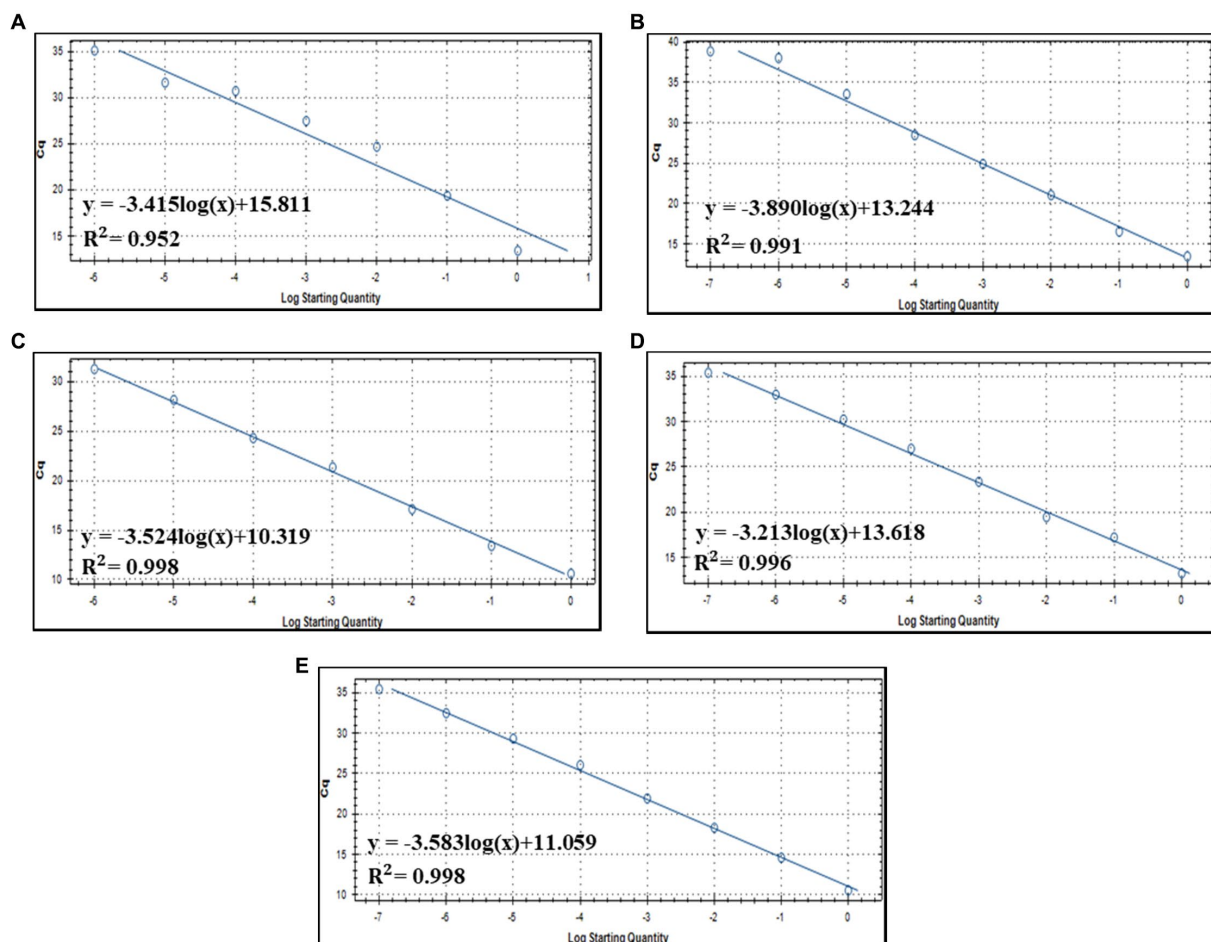 A
35
30
25
20
15
Cq
y = -3.415log(x)+15.811
R² = 0.952
-6 -5 -4 -3 -2 -1 0 1
Log Starting Quantity
B
40
35
30
25
20
15
Cq
y = -3.890log(x)+13.244
R² = 0.991
-7 -6 -5 -4 -3 -2 -1 0
Log Starting Quantity
C
30
25
20
15
10
Cq
y = -3.524log(x)+10.319
R² = 0.998
-6 -5 -4 -3 -2 -1 0
Log Starting Quantity
D
35
30
25
20
15
Cq
y = -3.213log(x)+13.618
R² = 0.996
-7 -6 -5 -4 -3 -2 -1 0
Log Starting Quantity
E
35
30
25
20
15
10
Cq
y = -3.583log(x)+11.059
R² = 0.998
-7 -6 -5 -4 -3 -2 -1 0
Log Starting Quantity